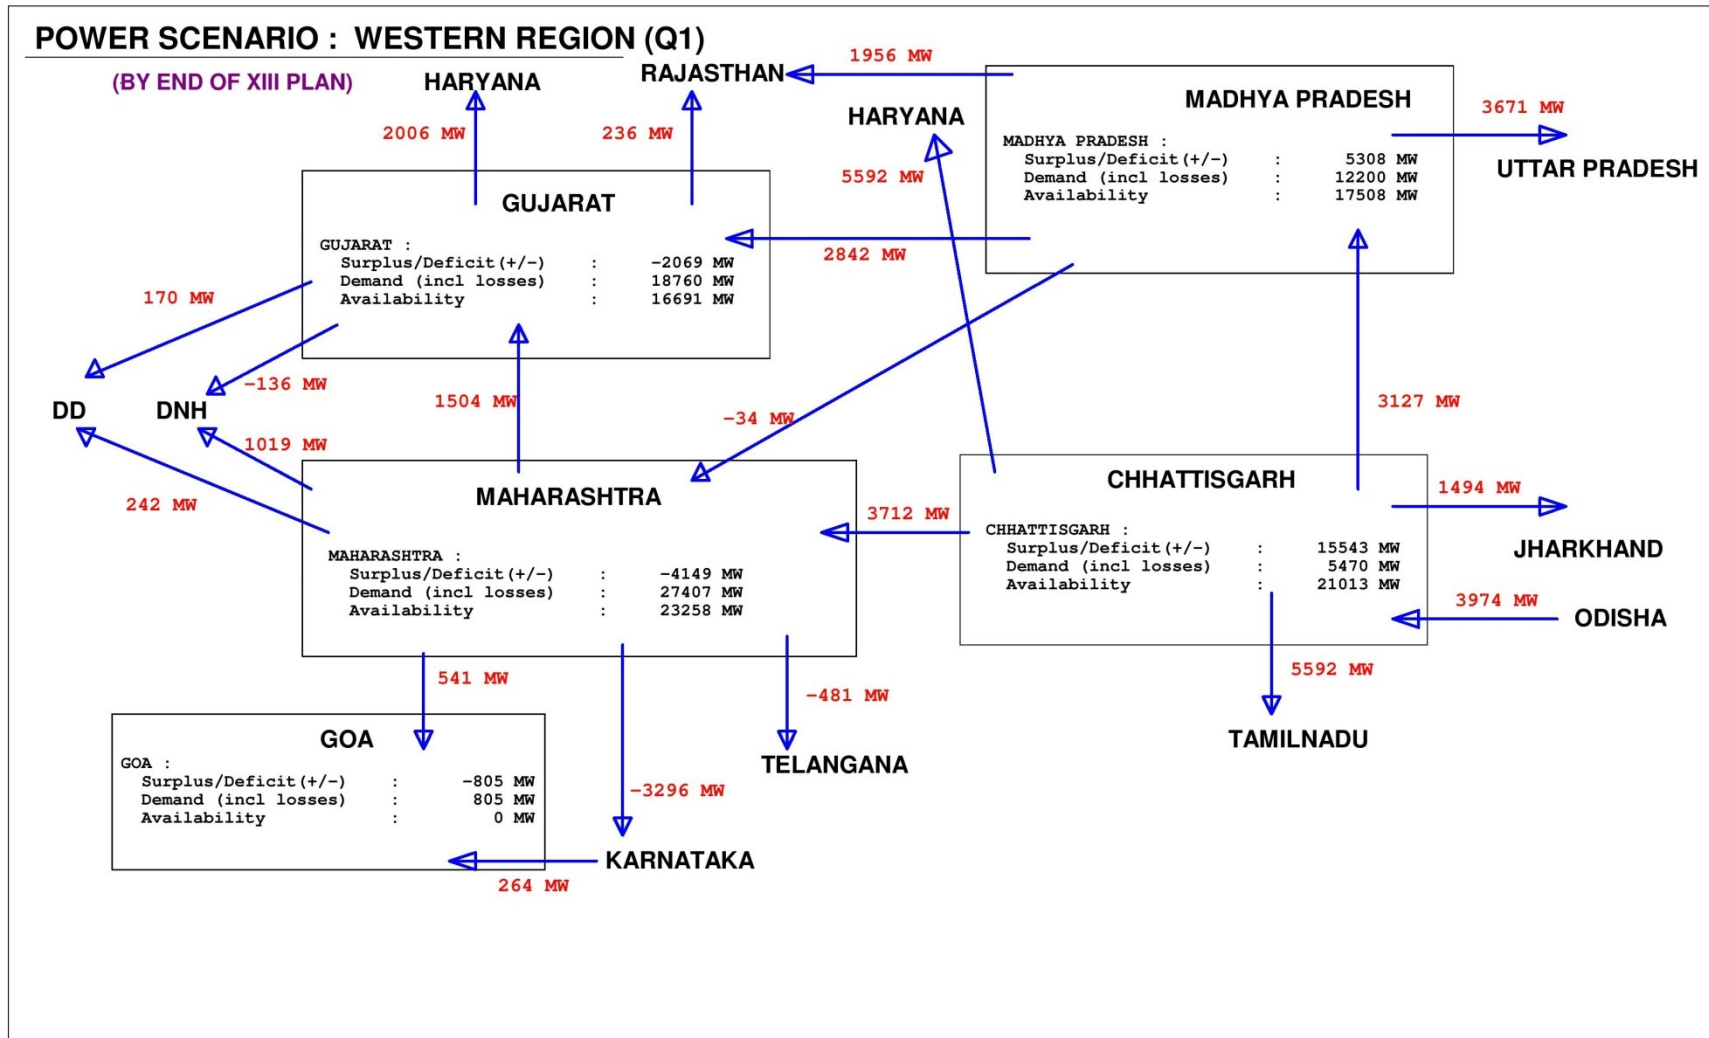 POWER SCENARIO : WESTERN REGION (Q1)
(BY END OF XIII PLAN)
HARYANA
RAJASTHAN
1956 MW
2006 MW
236 MW
HARYANA
5592 MW
MADHYA PRADESH
MADHYA PRADESH :
Surplus/Deficit(+/-) : 5308 MW
Demand (incl losses) : 12200 MW
Availability : 17508 MW
3671 MW
UTTAR PRADESH
GUJARAT
GUJARAT :
Surplus/Deficit(+/-) : -2069 MW
Demand (incl losses) : 18760 MW
Availability : 16691 MW
2842 MW
170 MW
-136 MW
DD
DNH
1504 MW
-34 MW
3127 MW
1019 MW
242 MW
MAHARASHTRA
MAHARASHTRA :
Surplus/Deficit(+/-) : -4149 MW
Demand (incl losses) : 27407 MW
Availability : 23258 MW
3712 MW
CHHATTISGARH
CHHATTISGARH :
Surplus/Deficit(+/-) : 15543 MW
Demand (incl losses) : 5470 MW
Availability : 21013 MW
1494 MW
JHARKHAND
3974 MW
ODISHA
541 MW
-481 MW
5592 MW
TAMILNADU
TELANGANA
GOA
GOA :
Surplus/Deficit(+/-) : -805 MW
Demand (incl losses) : 805 MW
Availability : 0 MW
-3296 MW
KARNATAKA
264 MW